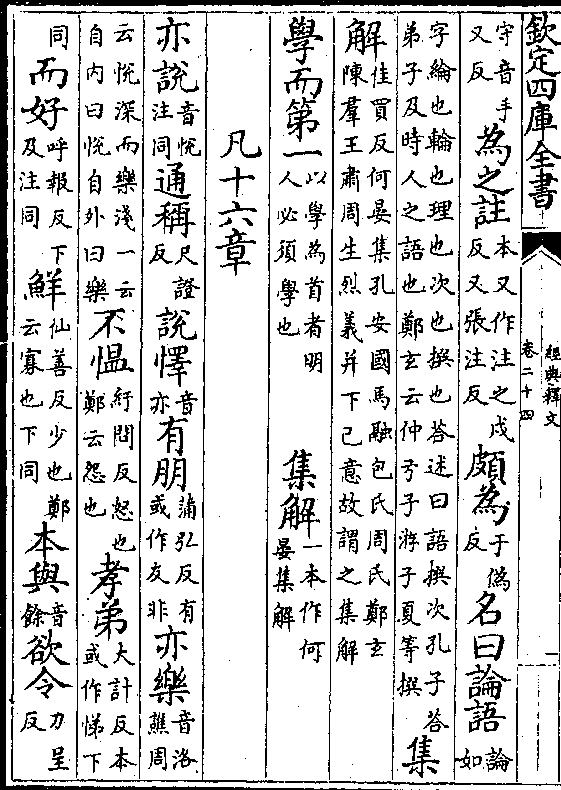 欽定四庫全書 經典釋文 卷二十四
守音手又反 為之註 本又作注之戍反又張注反 頗為 于偽反 名曰論語 論如
字綸也輪也理也次也撰也荅述曰語撰次孔子荅弟子及時人之語也鄭玄云仲弓子游子夏等撰 集
解 佳買反何晏集孔安國馬融包氏周氏鄭玄陳羣王肅周生烈義并下己意故謂之集解
學而第一 以學為首者明人必須學也 集解 一本作何晏集解
凡十六章
亦說 音悅注同 通稱 尺證反 說懌 音亦 有朋 蒲弘反有或作友非 亦樂 音洛譙周
云悅深而樂淺一云自内曰悅自外曰樂 不愠 紆問反怒也鄭云怨也 孝弟 大計反本或作悌下
同 而好 呼報反下及注同 鮮 仙善反少也鄭云寡也下同 本與 音餘 欲令 力呈反